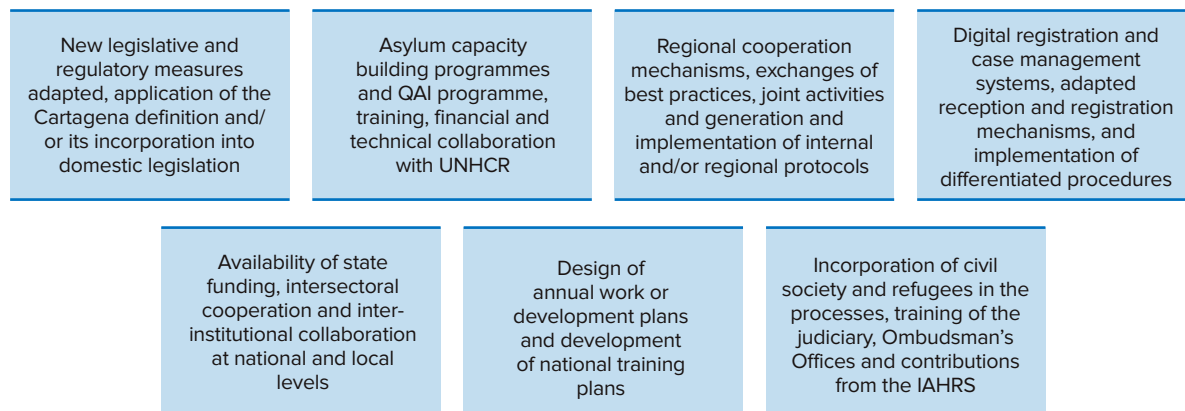 New legislative and
regulatory measures
adapted, application of the
Cartagena definition and/
or its incorporation into
domestic legislation
Asylum capacity
building programmes
and QAI programme,
training, financial and
technical collaboration
with UNHCR
Regional cooperation
mechanisms, exchanges of
best practices, joint activities
and generation and
implementation of internal
and/or regional protocols
Digital registration and
case management
systems, adapted
reception and registration
mechanisms, and
implementation of
differentiated procedures
Availability of state
funding, intersectoral
cooperation and inter-
institutional collaboration
at national and local
levels
Design of
annual work or
development plans
and development
of national training
plans
Incorporation of civil
society and refugees in the
processes, training of the
judiciary, Ombudsman’s
Offices and contributions
from the IAHRS